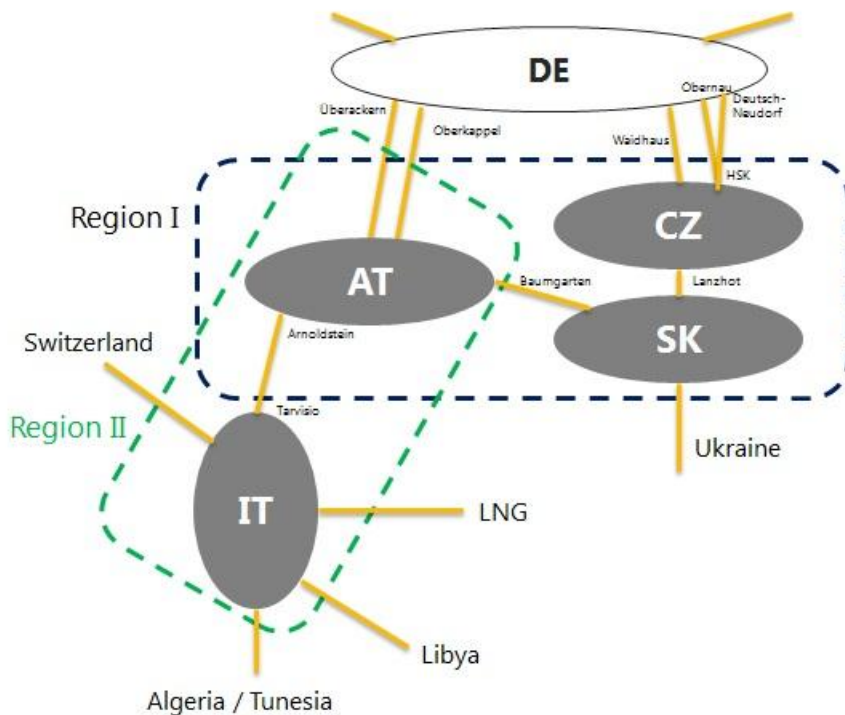 DE
Obernau
Deutsch-
Neudorf
Überackern
Oberkappel
Waidhaus
HSK
Region I
CZ
AT
Baumgarten
Lanzhot
Arnoldstein
SK
Switzerland
Tarvisio
Region II
Ukraine
IT
LNG
Libya
Algeria / Tunesia